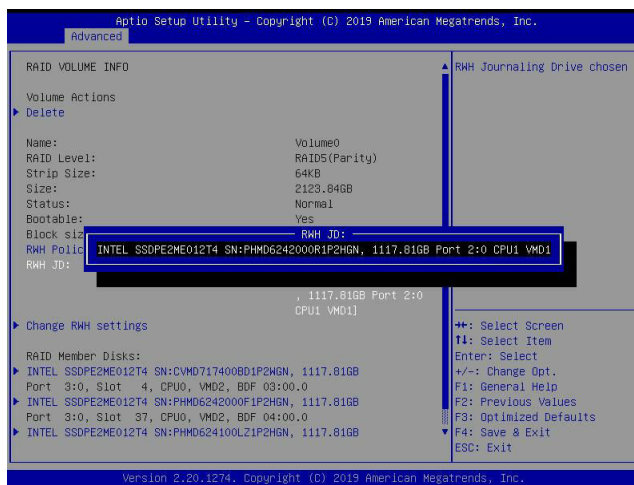 Aptio Setup Utility – Copyright (C) 2019 American Megatrends, Inc.
Advanced
RAID VOLUME INFO
Volume Actions
Delete
Name: Volume0
RAID Level: RAID5(Parity)
Strip Size: 64KB
Size: 2123.84GB
Status: Normal
Bootable: Yes
Block siz
RWH Polic
RWH JD:
RWH JD:
INTEL SSDPE2ME012T4 SN:PHMD6242000R1P2HGN, 1117.81GB Port 2:0 CPU1 VMD1
, 1117.81GB Port 2:0
CPU1 VMD1]
Change RWH settings
RAID Member Disks:
INTEL SSDPE2ME012T4 SN:CVMD717400BD1P2WGN, 1117.81GB
Port 3:0, Slot 4, CPU0, VMD2, BDF 03:00.0
INTEL SSDPE2ME012T4 SN:PHMD6242000F1P2HGN, 1117.81GB
Port 3:0, Slot 37, CPU0, VMD2, BDF 04:00.0
INTEL SSDPE2ME012T4 SN:PHMD624100LZ1P2HGN, 1117.81GB
RWH Journaling Drive chosen
→←: Select Screen
↑↓: Select Item
Enter: Select
+/-: Change Opt.
F1: General Help
F2: Previous Values
F3: Optimized Defaults
F4: Save & Exit
ESC: Exit
Version 2.20.1274. Copyright (C) 2019 American Megatrends, Inc.